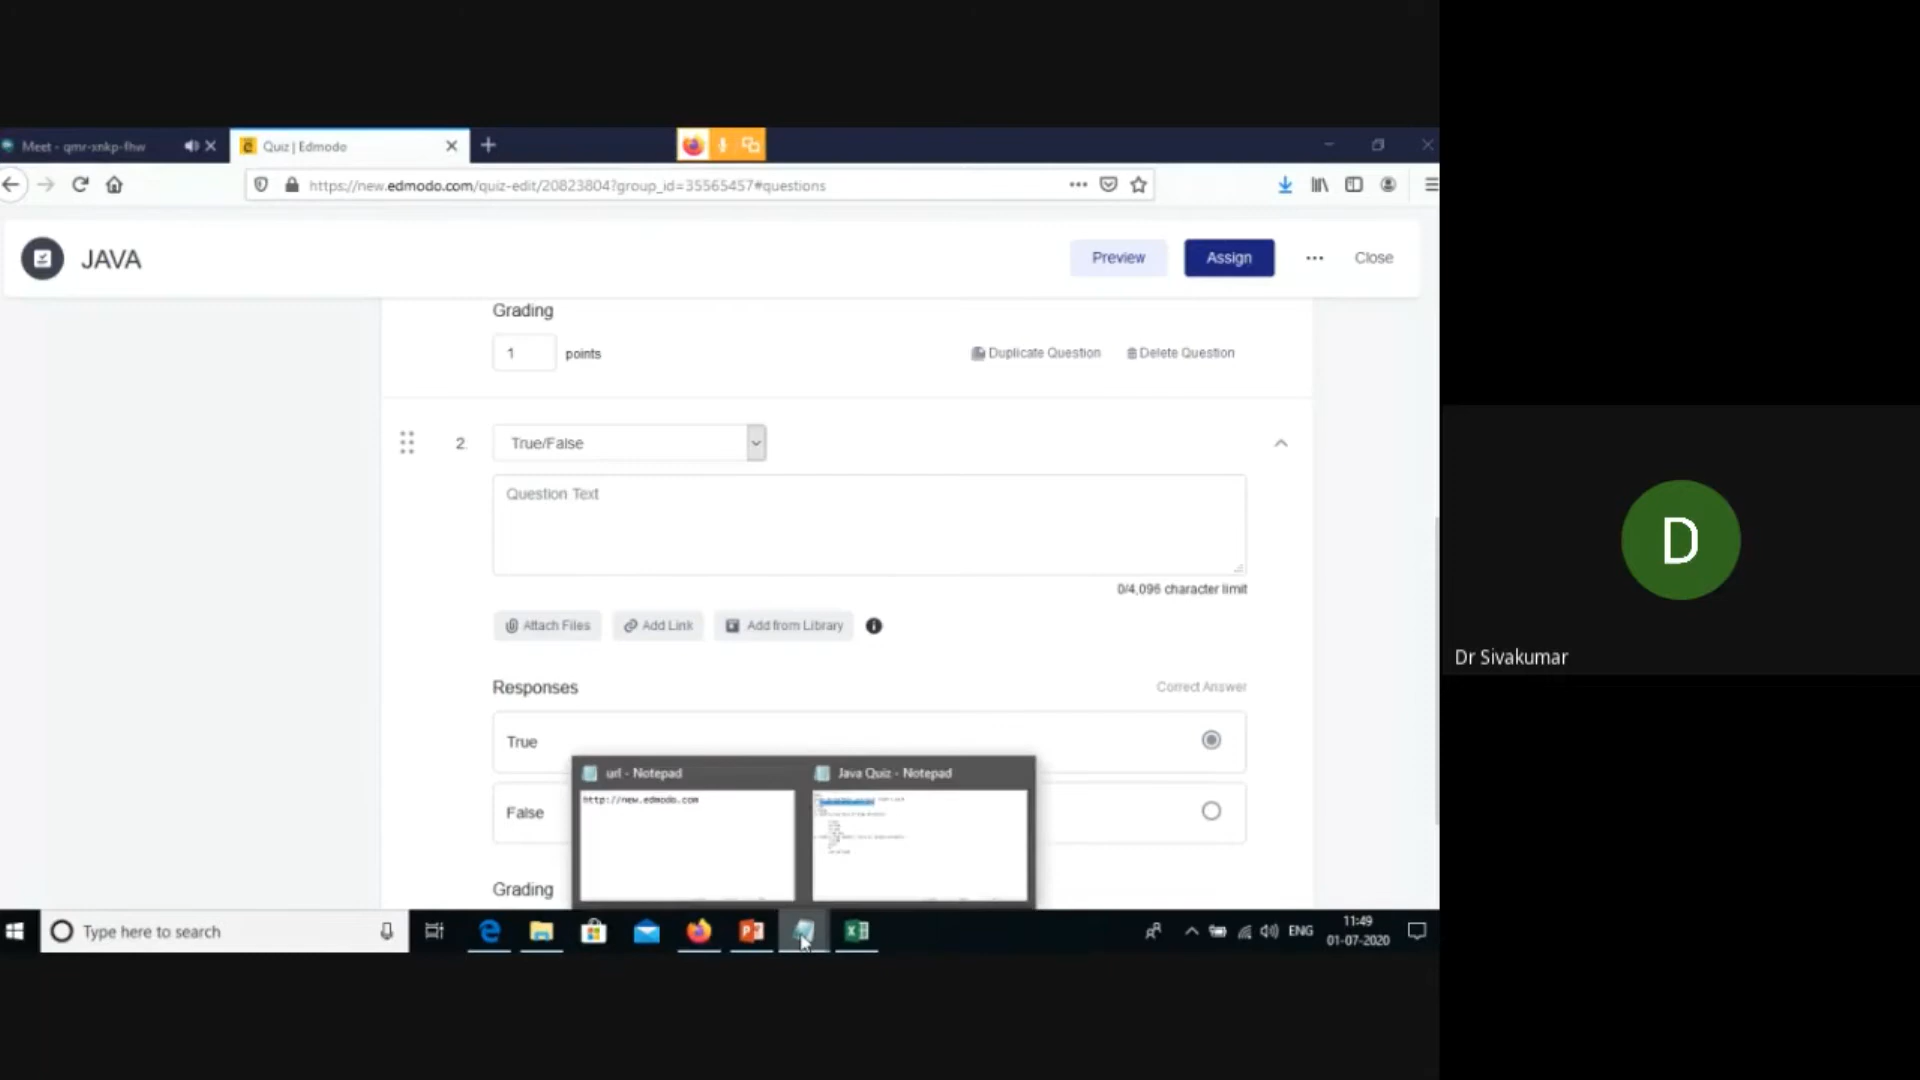 Meet - qmr-xnkp-fhw
Quiz | Edmodo
https://new.edmodo.com/quiz-edit/20823804?group_id=35565457#questions
JAVA
Preview
Assign
Close
Grading
1
points
Duplicate Question
Delete Question
2.
True/False
Question Text
0/4,096 character limit
Attach Files
Add Link
Add from Library
Responses
Correct Answer
True
False
url - Notepad
Java Quiz - Notepad
http://new.edmodo.com
Grading
Type here to search
ENG
11:49
01-07-2020
D
Dr Sivakumar